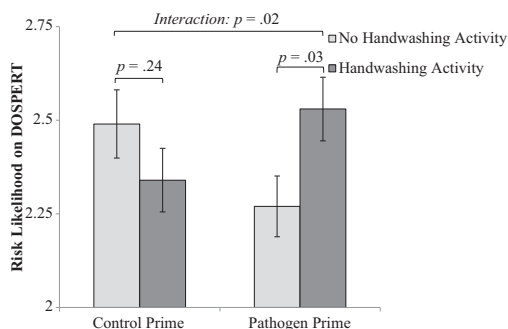 Interaction: p = .02
No Handwashing Activity
Handwashing Activity
p = .24
p = .03
Risk Likelihood on DOSPERT
2.75
2.5
2.25
2
Control Prime
Pathogen Prime